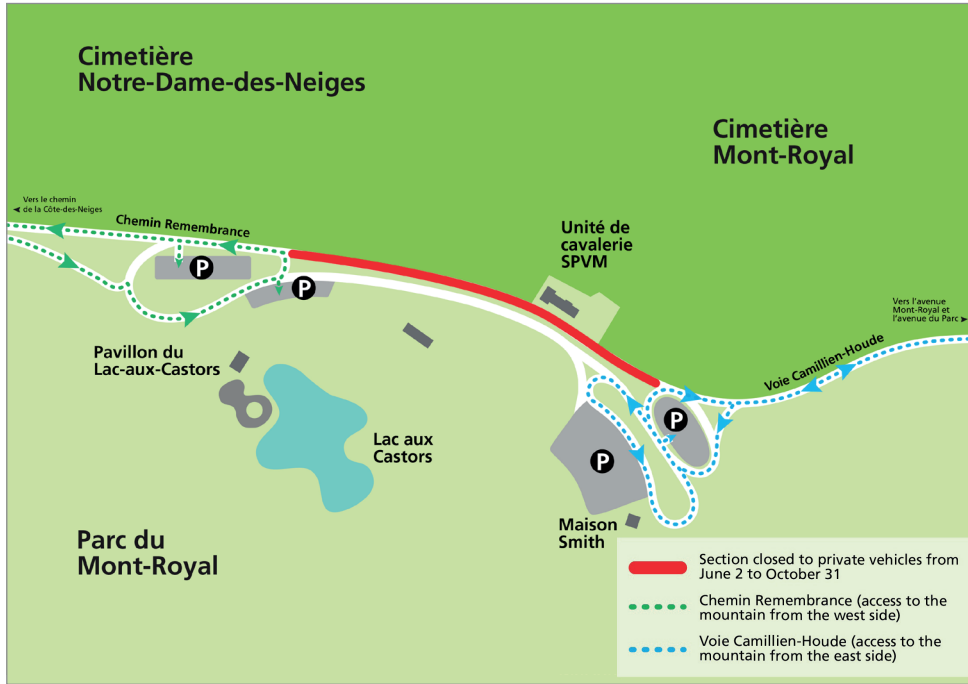 Cimetière
Notre-Dame-des-Neiges
Cimetière
Mont-Royal
Vers le chemin
de la Côte-des-Neiges
Chemin Remembrance
Unité de
cavalerie
SPVM
P
P
Vers l'avenue
Mont-Royal et
l'avenue du Parc
Voie Camillien-Houde
Pavillon du
Lac-aux-Castors
Lac aux
Castors
P
P
Maison
Smith
Parc du
Mont-Royal
Section closed to private vehicles from
June 2 to October 31
Chemin Remembrance (access to the
mountain from the west side)
Voie Camillien-Houde (access to the
mountain from the east side)